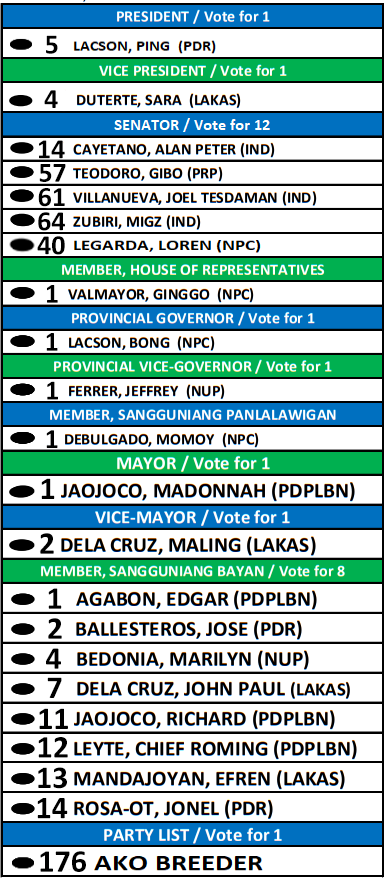 PRESIDENT / Vote for 1
5 LACSON, PING (PDR)
VICE PRESIDENT / Vote for 1
4 DUTERTE, SARA (LAKAS)
SENATOR / Vote for 12
14 CAYETANO, ALAN PETER (IND)
57 TEODORO, GIBO (PRP)
61 VILLANUEVA, JOEL TESDAMAN (IND)
64 ZUBIRI, MIGZ (IND)
40 LEGARDA, LOREN (NPC)
MEMBER, HOUSE OF REPRESENTATIVES
1 VALMAYOR, GINGGO (NPC)
PROVINCIAL GOVERNOR / Vote for 1
1 LACSON, BONG (NPC)
PROVINCIAL VICE-GOVERNOR / Vote for 1
1 FERRER, JEFFREY (NUP)
MEMBER, SANGGUNIANG PANLALAWIGAN
1 DEBULGADO, MOMOY (NPC)
MAYOR / Vote for 1
1 JAOJOCO, MADONNAH (PDPLBN)
VICE-MAYOR / Vote for 1
2 DELA CRUZ, MALING (LAKAS)
MEMBER, SANGGUNIANG BAYAN / Vote for 8
1 AGABON, EDGAR (PDPLBN)
2 BALLESTEROS, JOSE (PDR)
4 BEDONIA, MARILYN (NUP)
7 DELA CRUZ, JOHN PAUL (LAKAS)
11 JAOJOCO, RICHARD (PDPLBN)
12 LEYTE, CHIEF ROMING (PDPLBN)
13 MANDAJOYAN, EFREN (LAKAS)
14 ROSA-OT, JONEL (PDR)
PARTY LIST / Vote for 1
176 AKO BREEDER